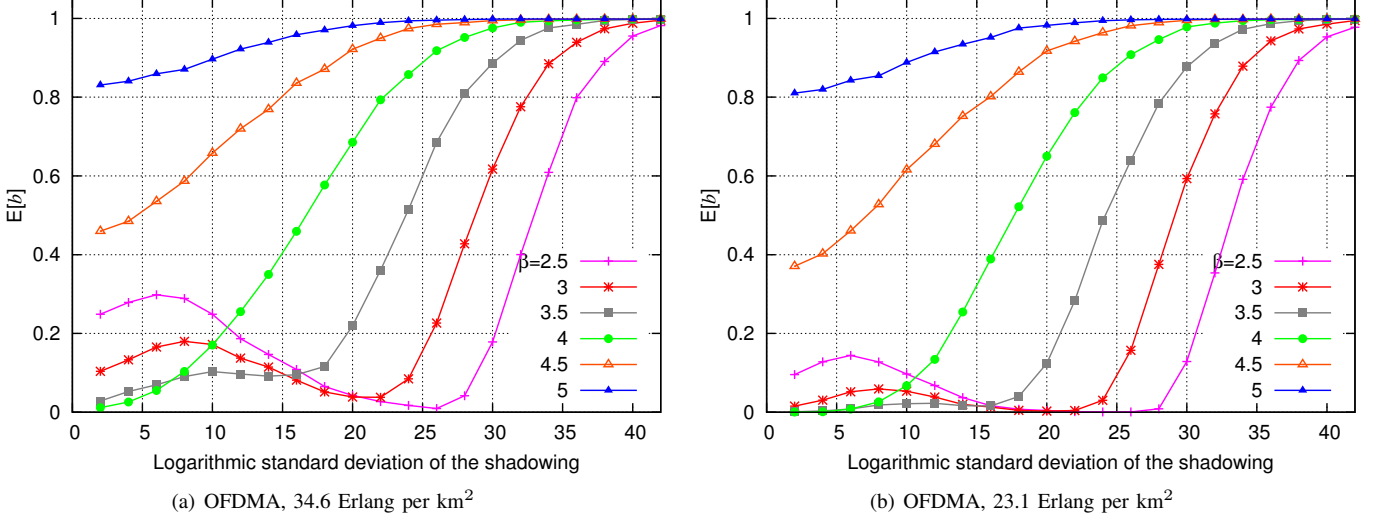 1
0.8
0.6
0.4
0.2
0
E[b]
0 5 10 15 20 25 30 35 40
Logarithmic standard deviation of the shadowing
β=2.5
3
3.5
4
4.5
5
(a) OFDMA, 34.6 Erlang per km²
1
0.8
0.6
0.4
0.2
0
E[b]
0 5 10 15 20 25 30 35 40
Logarithmic standard deviation of the shadowing
β=2.5
3
3.5
4
4.5
5
(b) OFDMA, 23.1 Erlang per km²